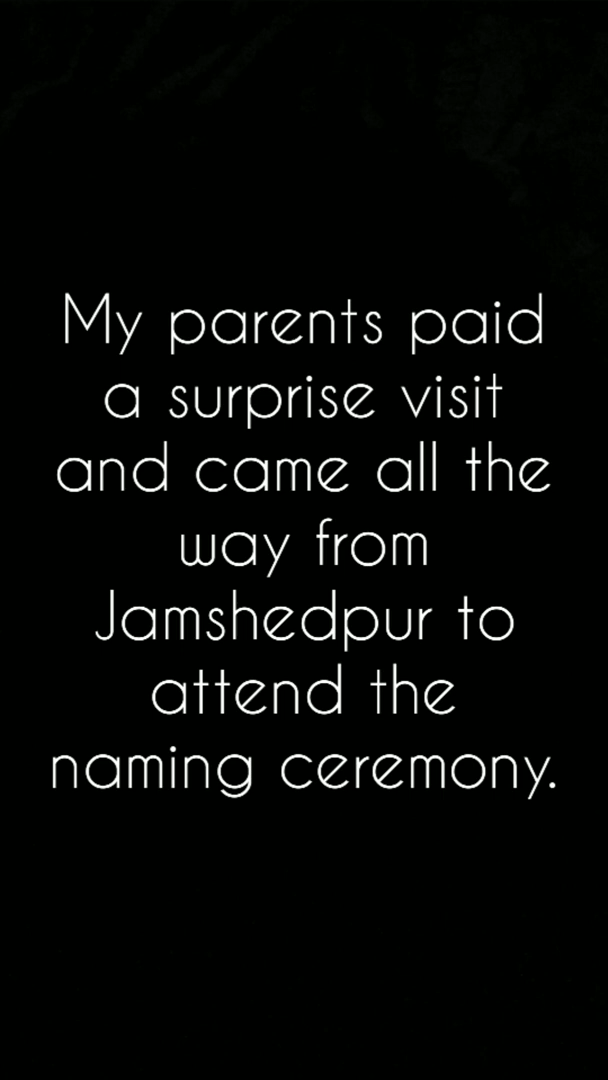 My parents paid
a surprise visit
and came all the
way from
Jamshedpur to
attend the
naming ceremony.